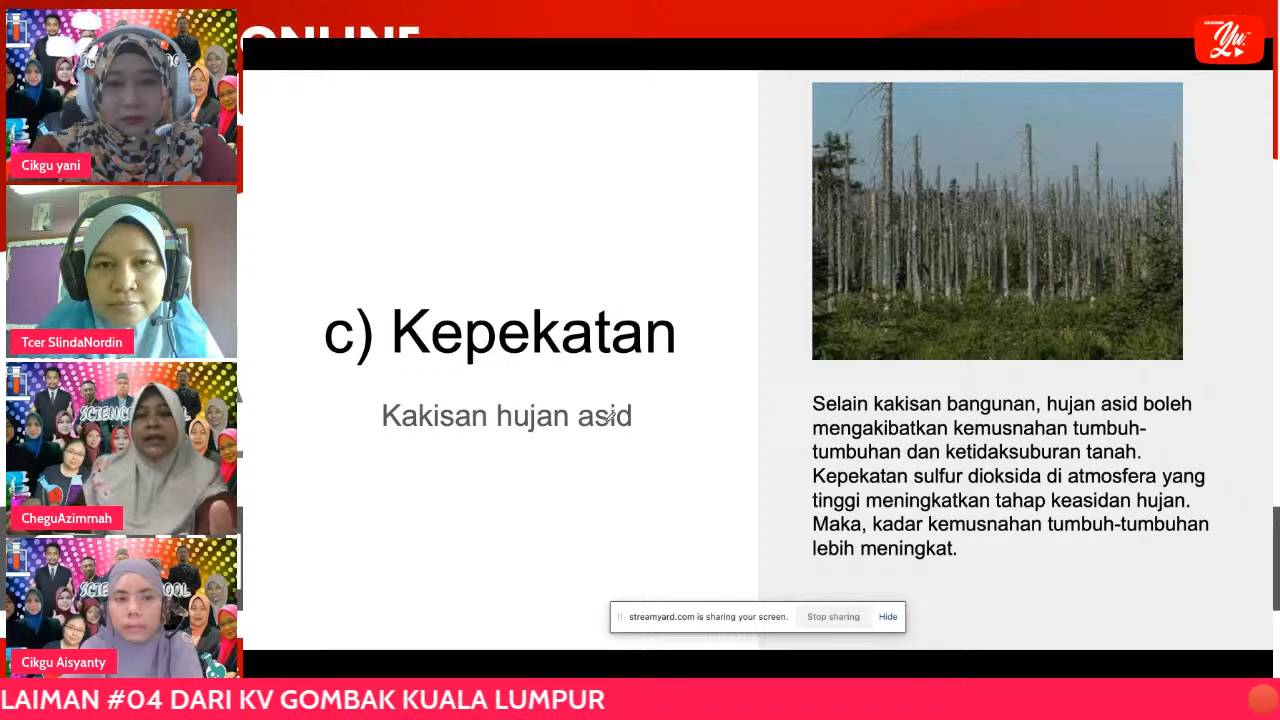 ONLINE
Yu
Cikgu yani
Tcer SlindaNordin
CheguAzimmah
Cikgu Aisyanty
c) Kepekatan
Kakisan hujan asid
Selain kakisan bangunan, hujan asid boleh
mengakibatkan kemusnahan tumbuh-
tumbuhan dan ketidaksuburan tanah.
Kepekatan sulfur dioksida di atmosfera yang
tinggi meningkatkan tahap keasidan hujan.
Maka, kadar kemusnahan tumbuh-tumbuhan
lebih meningkat.
streamyard.com is sharing your screen. Stop sharing Hide
LAIMAN #04 DARI KV GOMBAK KUALA LUMPUR